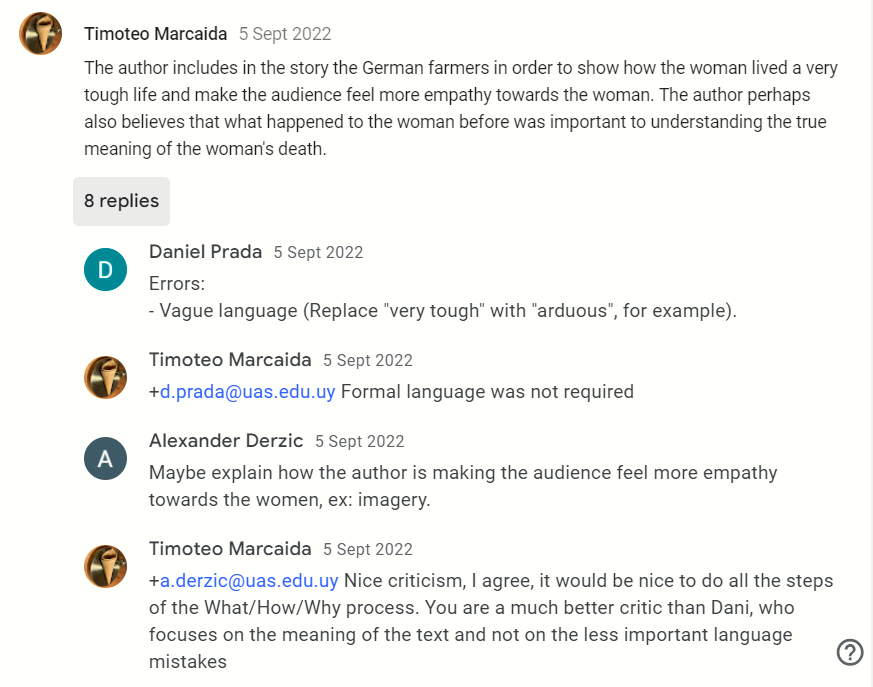 Timoteo Marcaida 5 Sept 2022
The author includes in the story the German farmers in order to show how the woman lived a very
tough life and make the audience feel more empathy towards the woman. The author perhaps
also believes that what happened to the woman before was important to understanding the true
meaning of the woman's death.
8 replies
D
Daniel Prada 5 Sept 2022
Errors:
- Vague language (Replace "very tough" with "arduous", for example).
Timoteo Marcaida 5 Sept 2022
+d.prada@uas.edu.uy Formal language was not required
A
Alexander Derzic 5 Sept 2022
Maybe explain how the author is making the audience feel more empathy
towards the women, ex: imagery.
Timoteo Marcaida 5 Sept 2022
+a.derzic@uas.edu.uy Nice criticism, I agree, it would be nice to do all the steps
of the What/How/Why process. You are a much better critic than Dani, who
focuses on the meaning of the text and not on the less important language
mistakes
?